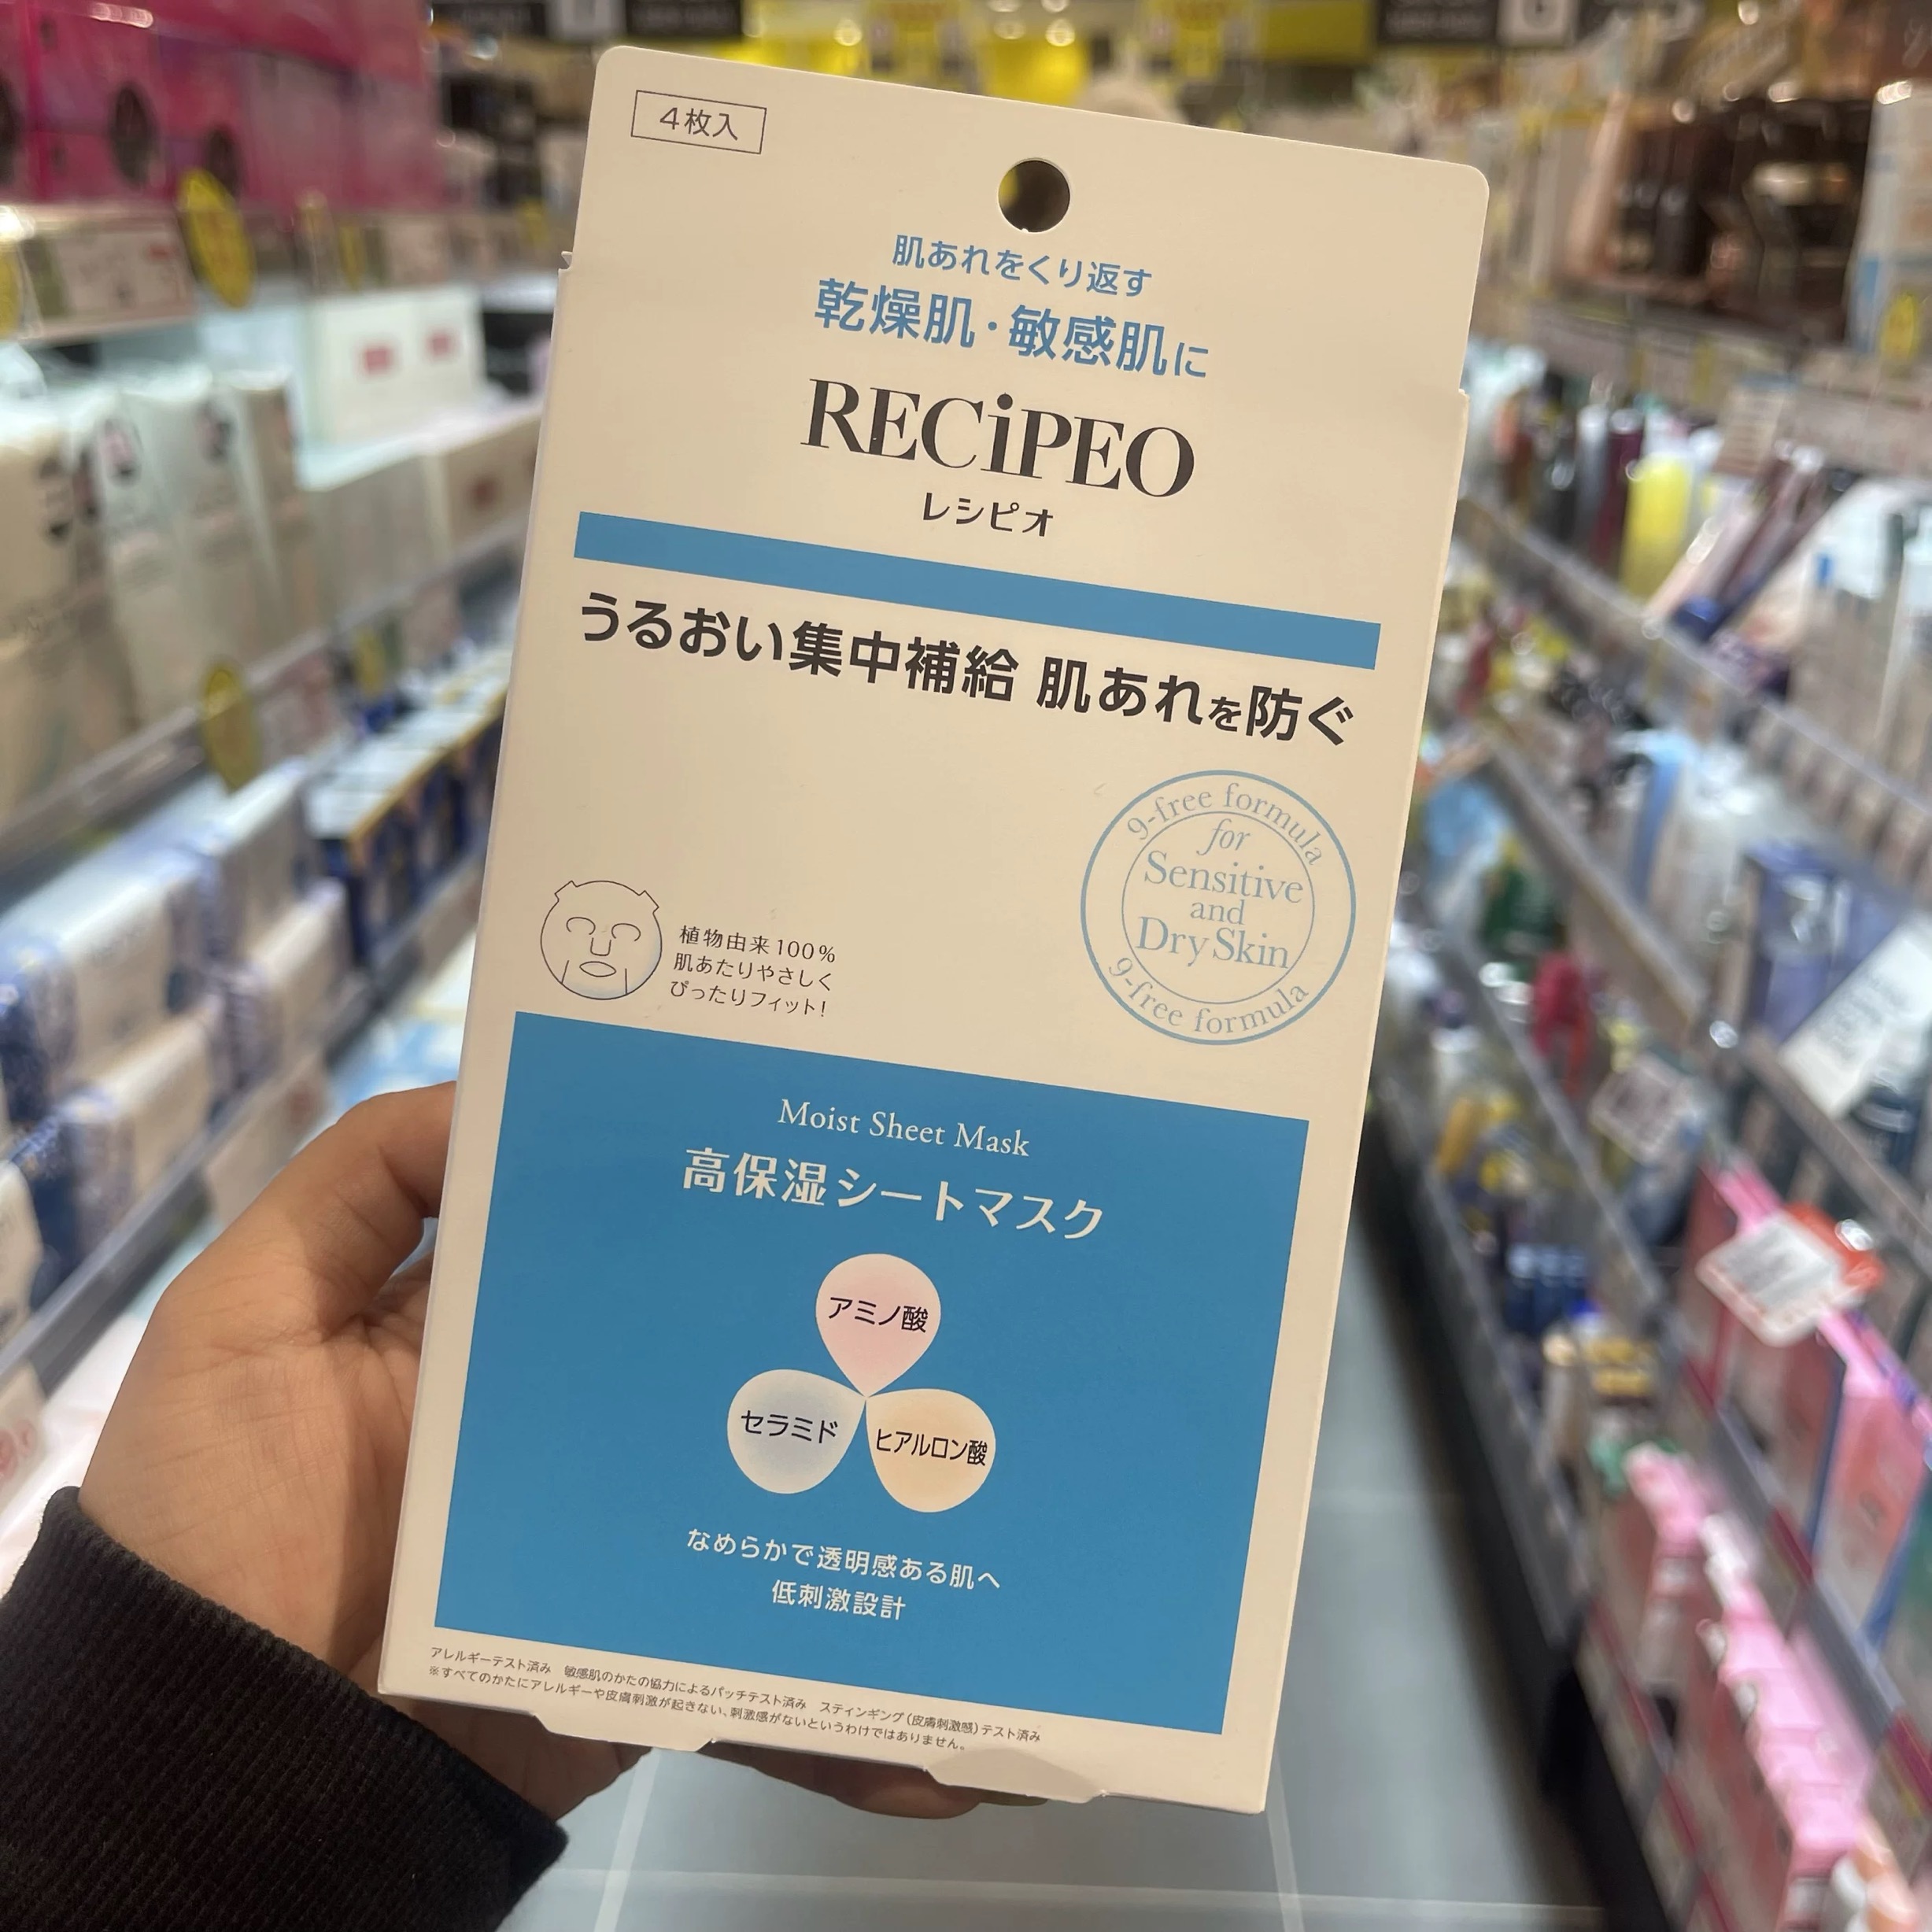 4枚入
肌あれをくり返す
乾燥肌・敏感肌に
RECiPEO
レシピオ
うるおい集中補給 肌あれを防ぐ
9-free formula
for
Sensitive
and
Dry Skin
9-free formula
植物由来100%
肌あたりやさしく
ぴったりフィット!
Moist Sheet Mask
高保湿シートマスク
アミノ酸
セラミド
ヒアルロン酸
なめらかで透明感ある肌へ
低刺激設計
アレルギーテスト済み 敏感肌のかたの協力によるパッチテスト済み スティンギング(皮膚刺激感)テスト済み
※すべてのかたにアレルギーや皮膚刺激が起きない、刺激感がないというわけではありません。